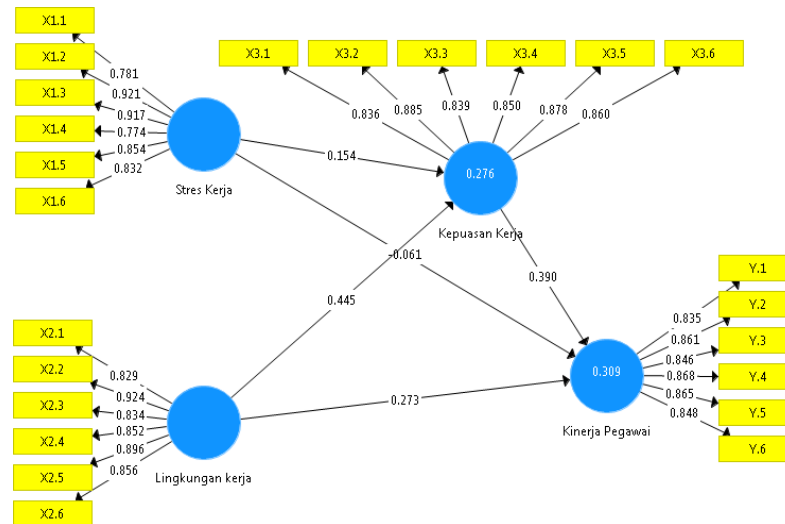 X1.1
X1.2
X1.3
X1.4
X1.5
X1.6
0.781
0.921
0.917
0.774
0.854
0.832
Stres Kerja
X3.1
X3.2
X3.3
X3.4
X3.5
X3.6
0.836
0.885
0.839
0.850
0.878
0.860
0.276
Kepuasan Kerja
0.154
-0.061
0.445
0.390
0.273
X2.1
X2.2
X2.3
X2.4
X2.5
X2.6
0.829
0.924
0.834
0.852
0.896
0.856
Lingkungan kerja
0.309
Kinerja Pegawai
0.835
0.861
0.846
0.868
0.865
0.848
Y.1
Y.2
Y.3
Y.4
Y.5
Y.6